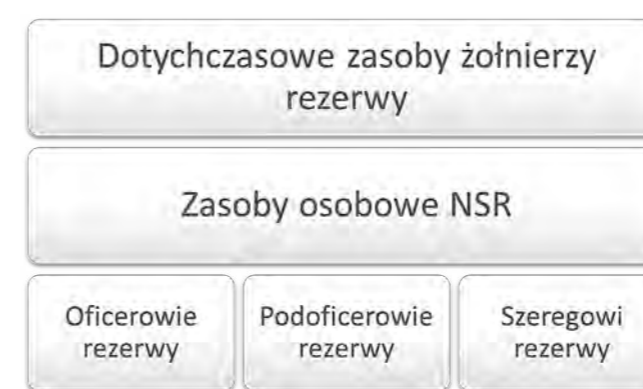 Dotychczasowe zasoby żołnierzy
rezerwy
Zasoby osobowe NSR
Oficerowie
rezerwy
Podoficerowie
rezerwy
Szeregowi
rezerwy